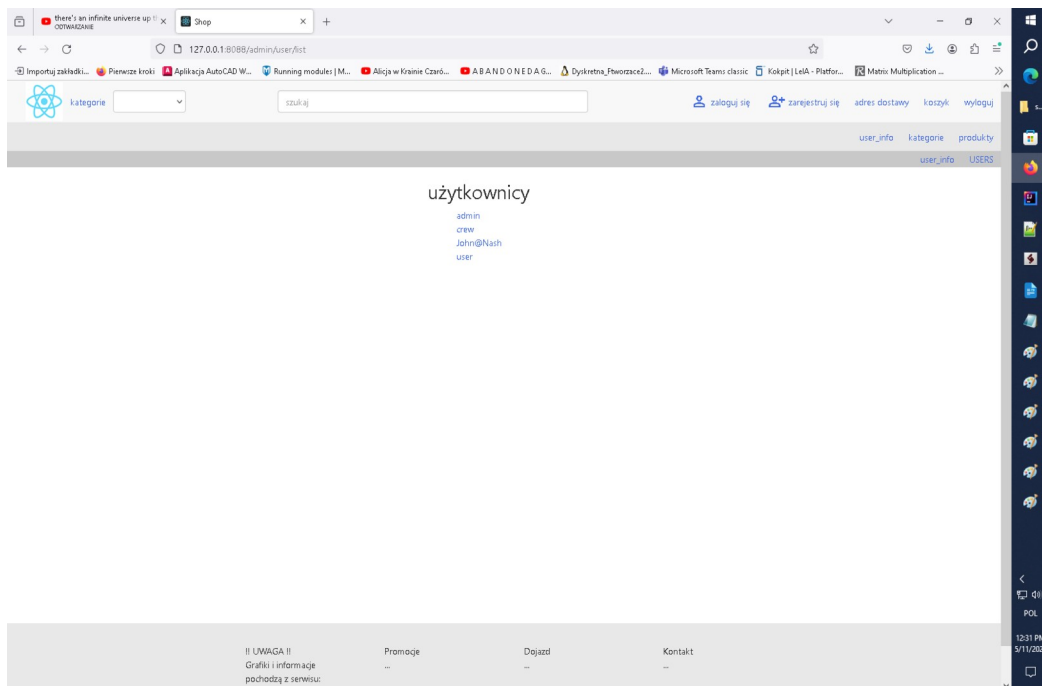 there's an infinite universe up t
ODTWARZANIE
Shop
127.0.0.1:8088/admin/user/list
Importuj zakładki...
Pierwsze kroki
Aplikacja AutoCAD W...
Running modules | M...
Alicja w Krainie Czaró...
A B A N D O N E D A G...
Dyskretna_Ptworzace2....
Microsoft Teams classic
Kokpit | LeIA - Platfor...
Matrix Multiplication ...
kategorie
szukaj
zaloguj się
zarejestruj się
adres dostawy
koszyk
wyloguj
user_info
kategorie
produkty
user_info
USERS
użytkownicy
admin
crew
John@Nash
user
!! UWAGA !!
Grafiki i informacje
pochodzą z serwisu:
Promocje
...
Dojazd
...
Kontakt
...
s...
POL
12:31 PM
5/11/202